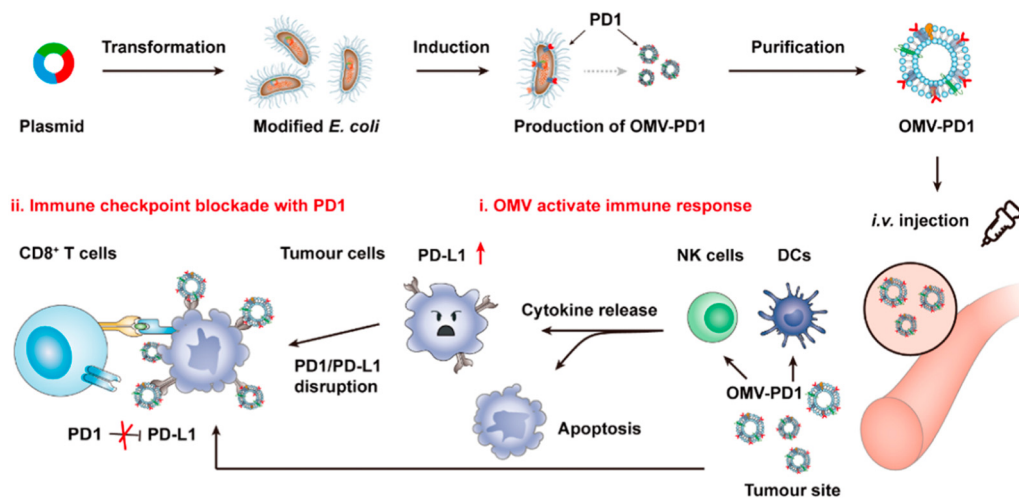 Transformation
Induction
PD1
Purification
Plasmid
Modified E. coli
Production of OMV-PD1
OMV-PD1
ii. Immune checkpoint blockade with PD1
i. OMV activate immune response
i.v. injection
CD8⁺ T cells
Tumour cells
PD-L1
NK cells
DCs
Cytokine release
PD1/PD-L1
disruption
OMV-PD1
Apoptosis
PD1
PD-L1
Tumour site